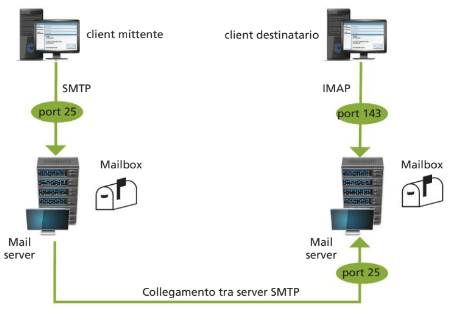 client mittente
client destinatario
SMTP
IMAP
port 25
port 143
Mailbox
Mailbox
Mail
server
Mail
server
port 25
Collegamento tra server SMTP